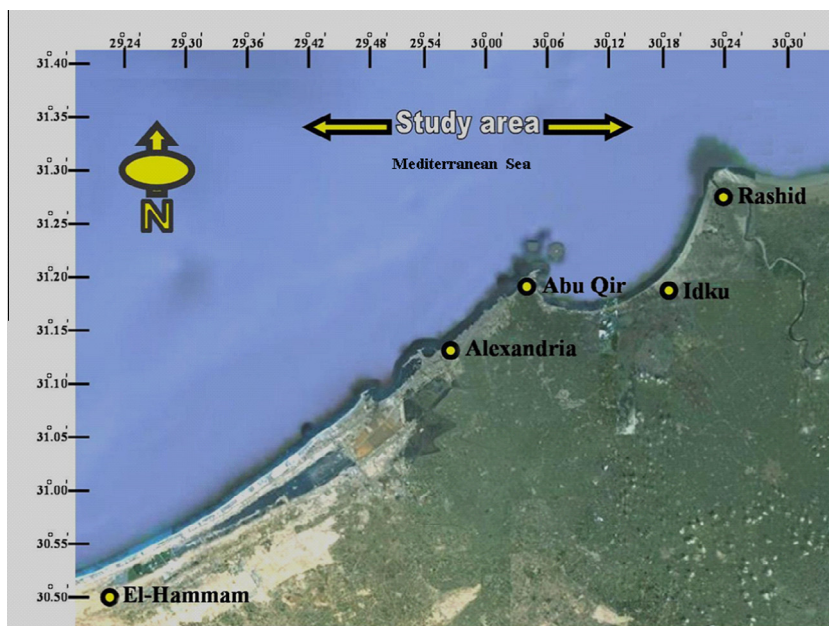 29.24 29.30 29.36 29.42 29.48 29.54 30.00 30.06 30.12 30.18 30.24 30.30
31.40
31.35
Study area
Mediterranean Sea
31.30
N
Rashid
31.25
31.20
Abu Qir
Idku
31.15
Alexandria
31.10
31.05
31.00
30.55
30.50
El-Hammam